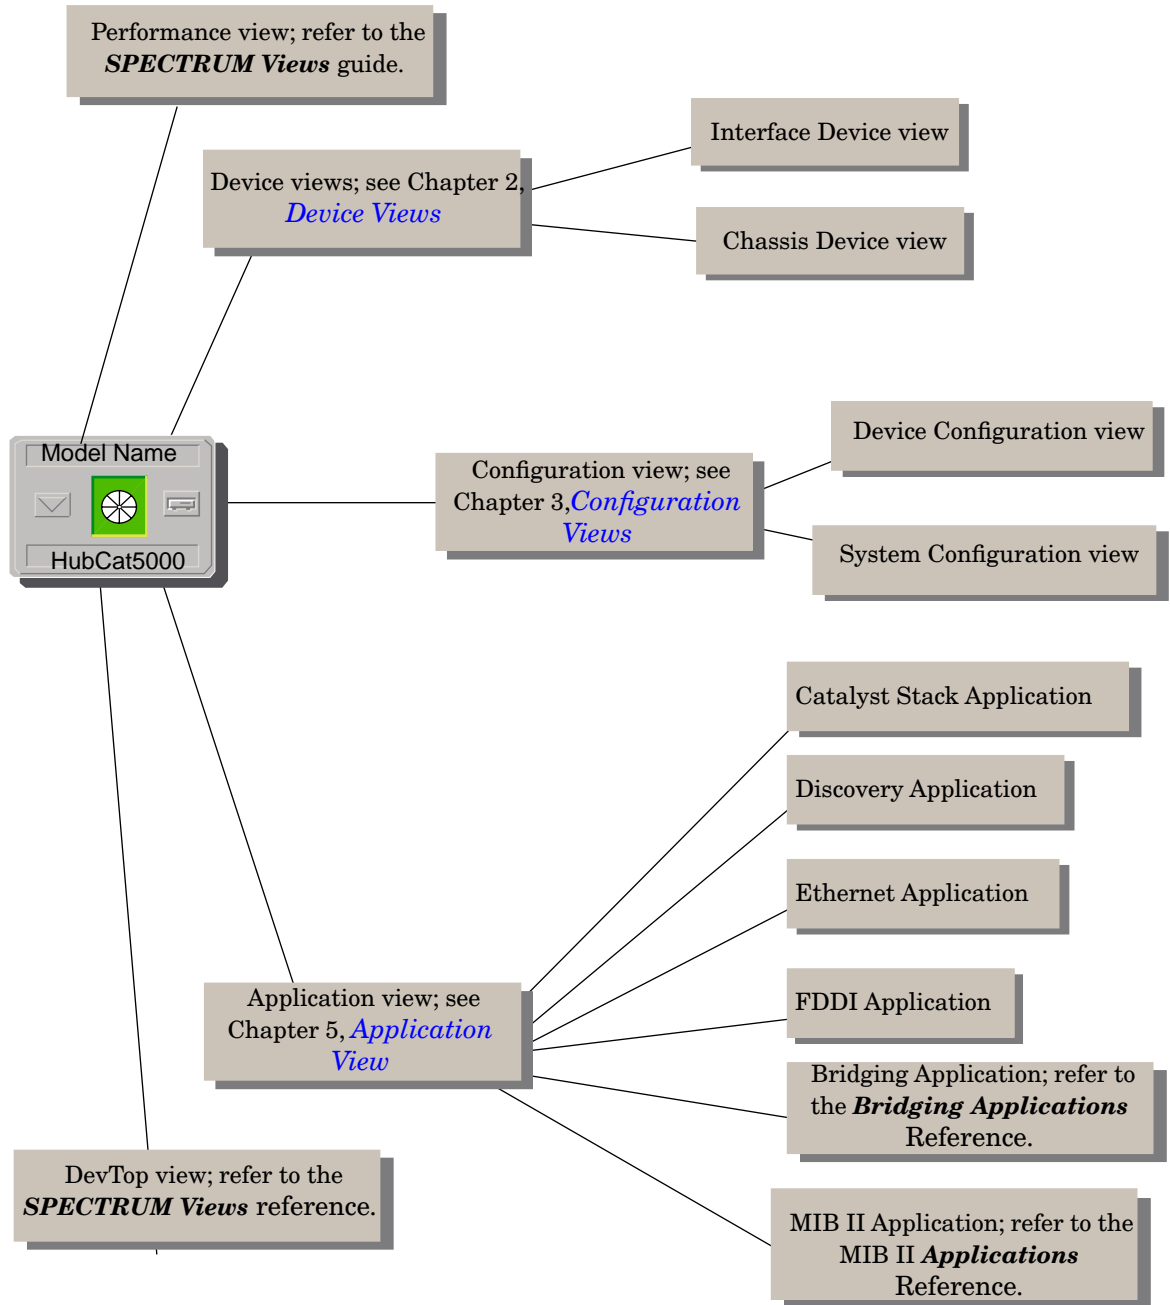 Performance view; refer to the
SPECTRUM Views guide.
Interface Device view
Device views; see Chapter 2,
Device Views
Chassis Device view
Model Name
HubCat5000
Device Configuration view
Configuration view; see
Chapter 3,Configuration
Views
System Configuration view
Catalyst Stack Application
Discovery Application
Ethernet Application
FDDI Application
Application view; see
Chapter 5, Application
View
Bridging Application; refer to
the Bridging Applications
Reference.
DevTop view; refer to the
SPECTRUM Views reference.
MIB II Application; refer to the
MIB II Applications
Reference.